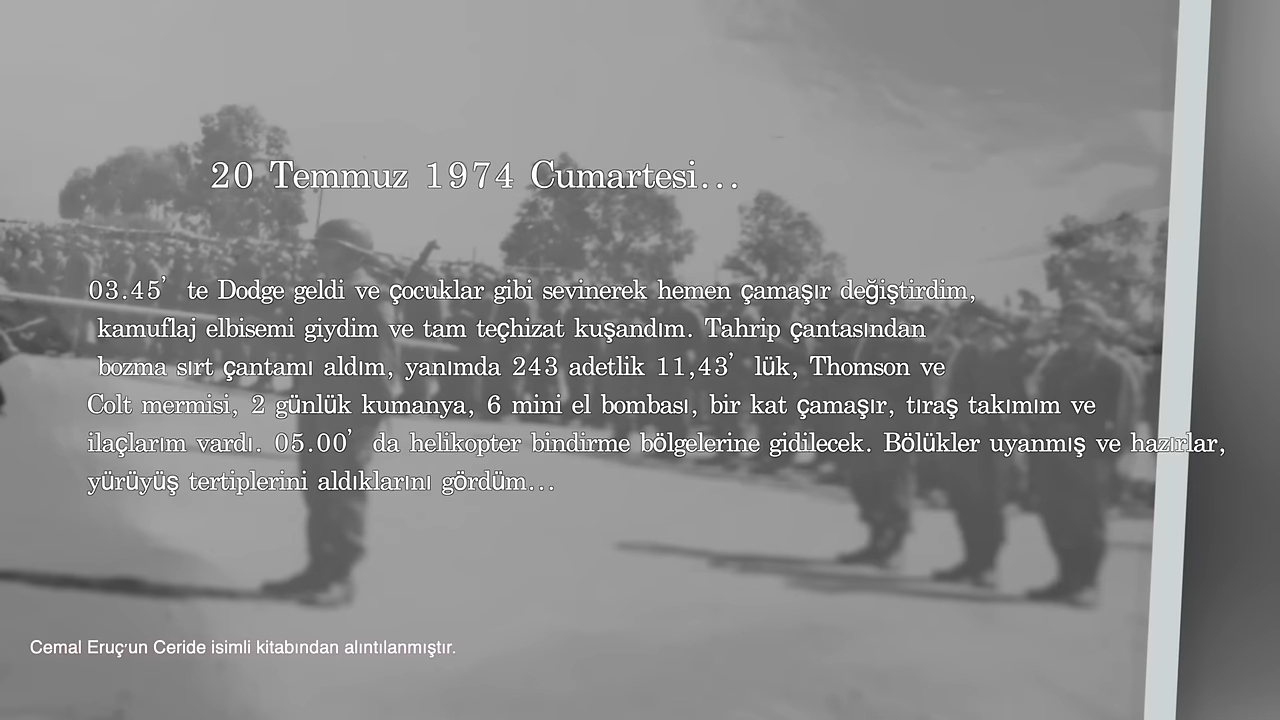 20 Temmuz 1974 Cumartesi...
03.45' te Dodge geldi ve çocuklar gibi sevinerek hemen çamaşır değiştirdim,
kamuflaj elbisemi giydim ve tam teçhizat kuşandım. Tahrip çantasından
bozma sırt çantamı aldım, yanımda 243 adetlik 11,43' lük, Thomson ve
Colt mermisi, 2 günlük kumanya, 6 mini el bombası, bir kat çamaşır, tıraş takımım ve
ilaçlarım vardı. 05.00' da helikopter bindirme bölgelerine gidilecek. Bölükler uyanmış ve hazırlar,
yürüyüş tertiplerini aldıklarını gördüm...
Cemal Eruç'un Ceride isimli kitabından alıntılanmıştır.